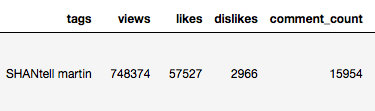 tags views likes dislikes comment_count
SHANtell martin 748374 57527 2966 15954